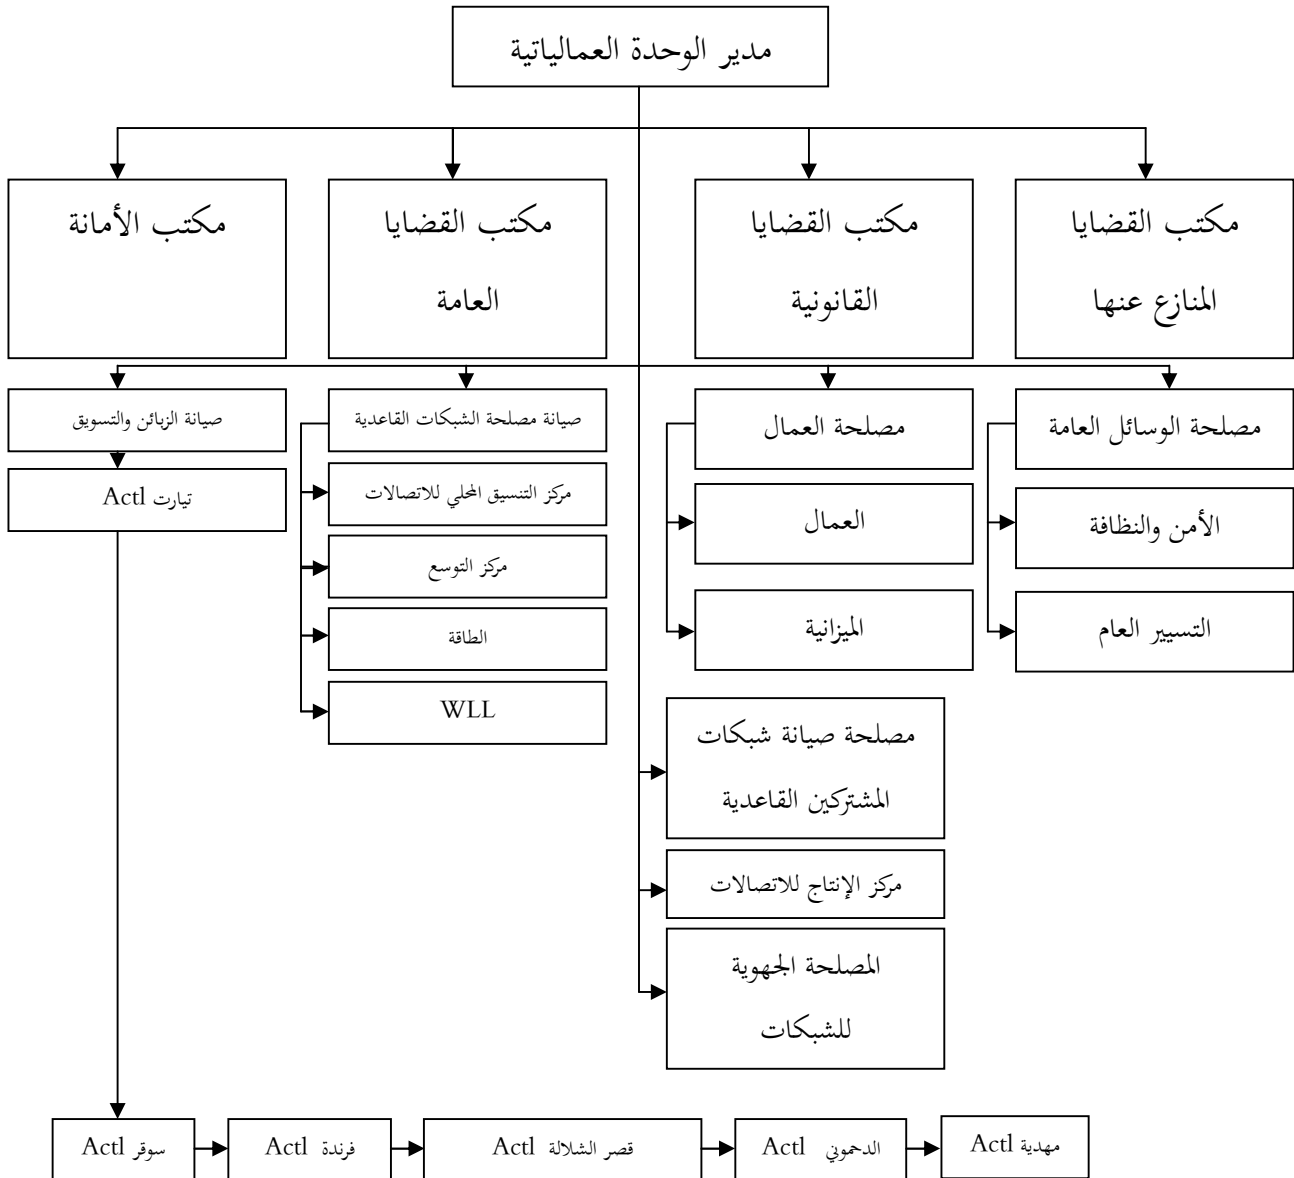 مدير الوحدة العمالياتية
مكتب القضايا
المنازع عنها
مكتب القضايا
القانونية
مكتب القضايا
العامة
مكتب الأمانة
مصلحة الوسائل العامة
مصلحة العمال
صيانة مصلحة الشبكات القاعدية
صيانة الزبائن والتسويق
الأمن والنظافة
العمال
مركز التنسيق المحلي للاتصالات
تيارت Actl
مركز التوسع
التسيير العام
الميزانية
الطاقة
WLL
مصلحة صيانة شبكات
المشتركين القاعدية
مركز الإنتاج للاتصالات
المصلحة الجهوية
للشبكات
سوقر Actl
فرندة Actl
قصر الشلالة Actl
الدحموني Actl
مهدية Actl